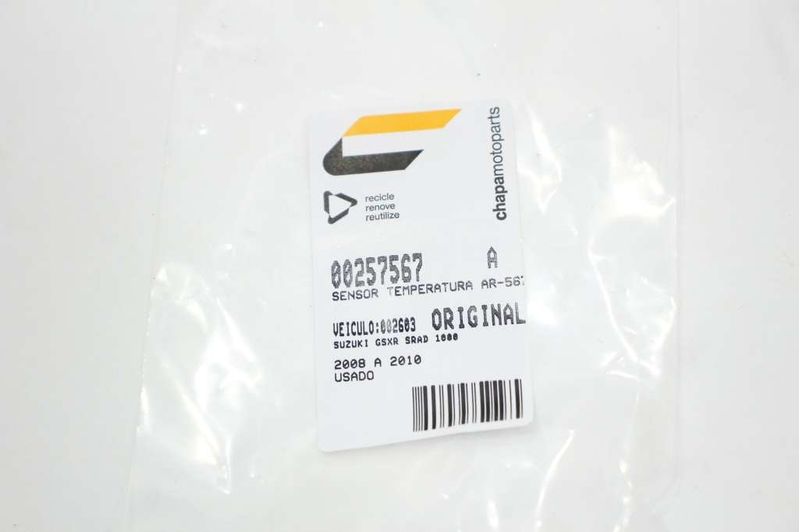 chapamotoparts
recicle
renove
reutilize
00257567 A
SENSOR TEMPERATURA AR-567
VEICULO:002603 ORIGINAL
SUZUKI GSXR SRAD 1000
2008 A 2010
USADO